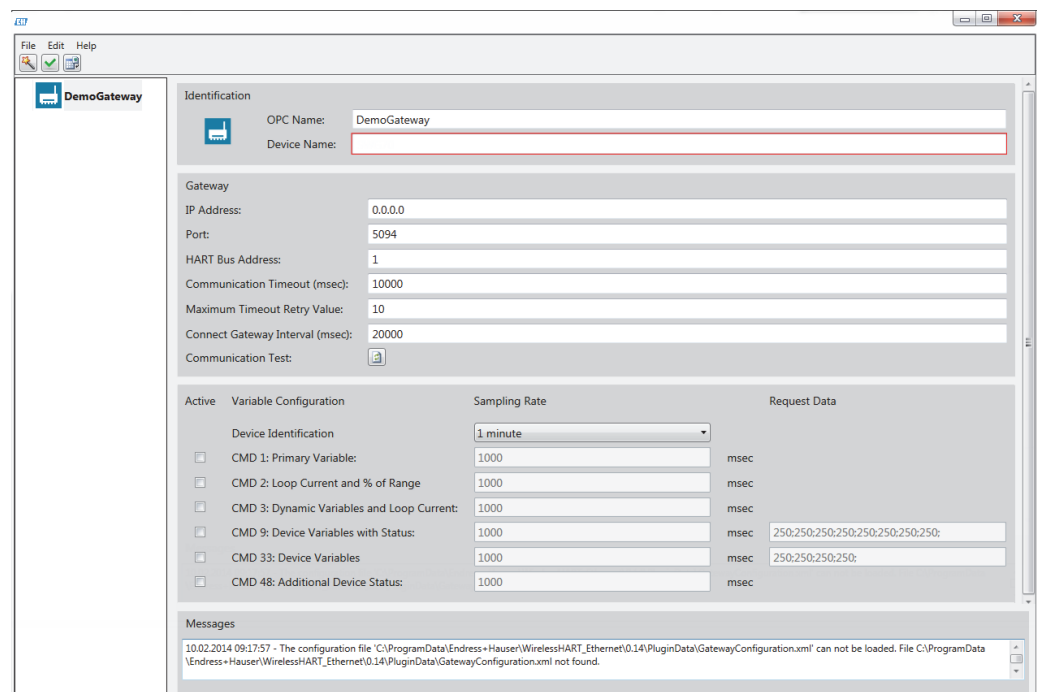 EH
File Edit Help
DemoGateway
Identification
OPC Name: DemoGateway
Device Name:
Gateway
IP Address: 0.0.0.0
Port: 5094
HART Bus Address: 1
Communication Timeout (msec): 10000
Maximum Timeout Retry Value: 10
Connect Gateway Interval (msec): 20000
Communication Test:
Active Variable Configuration Sampling Rate Request Data
Device Identification 1 minute
CMD 1: Primary Variable: 1000 msec
CMD 2: Loop Current and % of Range 1000 msec
CMD 3: Dynamic Variables and Loop Current: 1000 msec
CMD 9: Device Variables with Status: 1000 msec 250;250;250;250;250;250;250;250;
CMD 33: Device Variables 1000 msec 250;250;250;250;
CMD 48: Additional Device Status: 1000 msec
Messages
10.02.2014 09:17:57 - The configuration file 'C:\ProgramData\Endress+Hauser\WirelessHART_Ethernet\0.14\PluginData\GatewayConfiguration.xml' can not be loaded. File C:\ProgramData
\Endress+Hauser\WirelessHART_Ethernet\0.14\PluginData\GatewayConfiguration.xml not found.